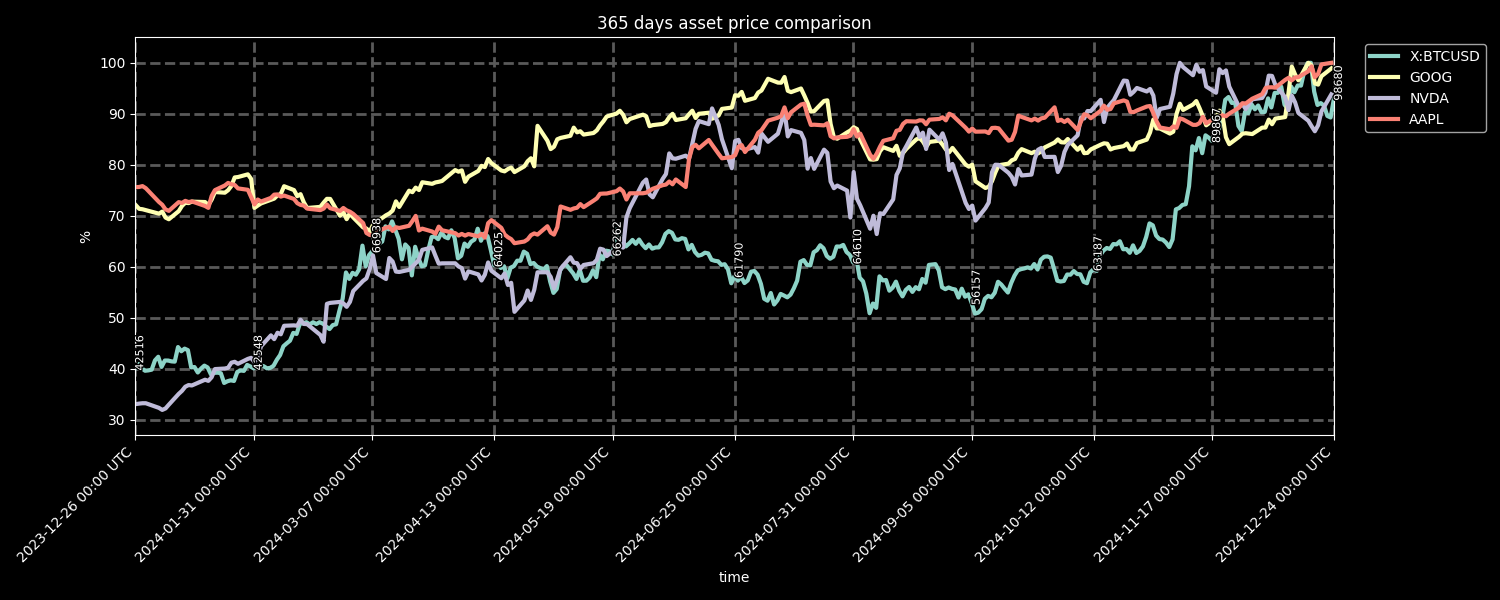 365 days asset price comparison
X:BTCUSD
GOOG
NVDA
AAPL
%
100
90
80
70
60
50
40
30
42516
42548
66938
64025
66262
61790
64610
56157
63187
89867
98680
2023-12-26 00:00 UTC
2024-01-31 00:00 UTC
2024-03-07 00:00 UTC
2024-04-13 00:00 UTC
2024-05-19 00:00 UTC
2024-06-25 00:00 UTC
2024-07-31 00:00 UTC
2024-09-05 00:00 UTC
2024-10-12 00:00 UTC
2024-11-17 00:00 UTC
2024-12-24 00:00 UTC
time